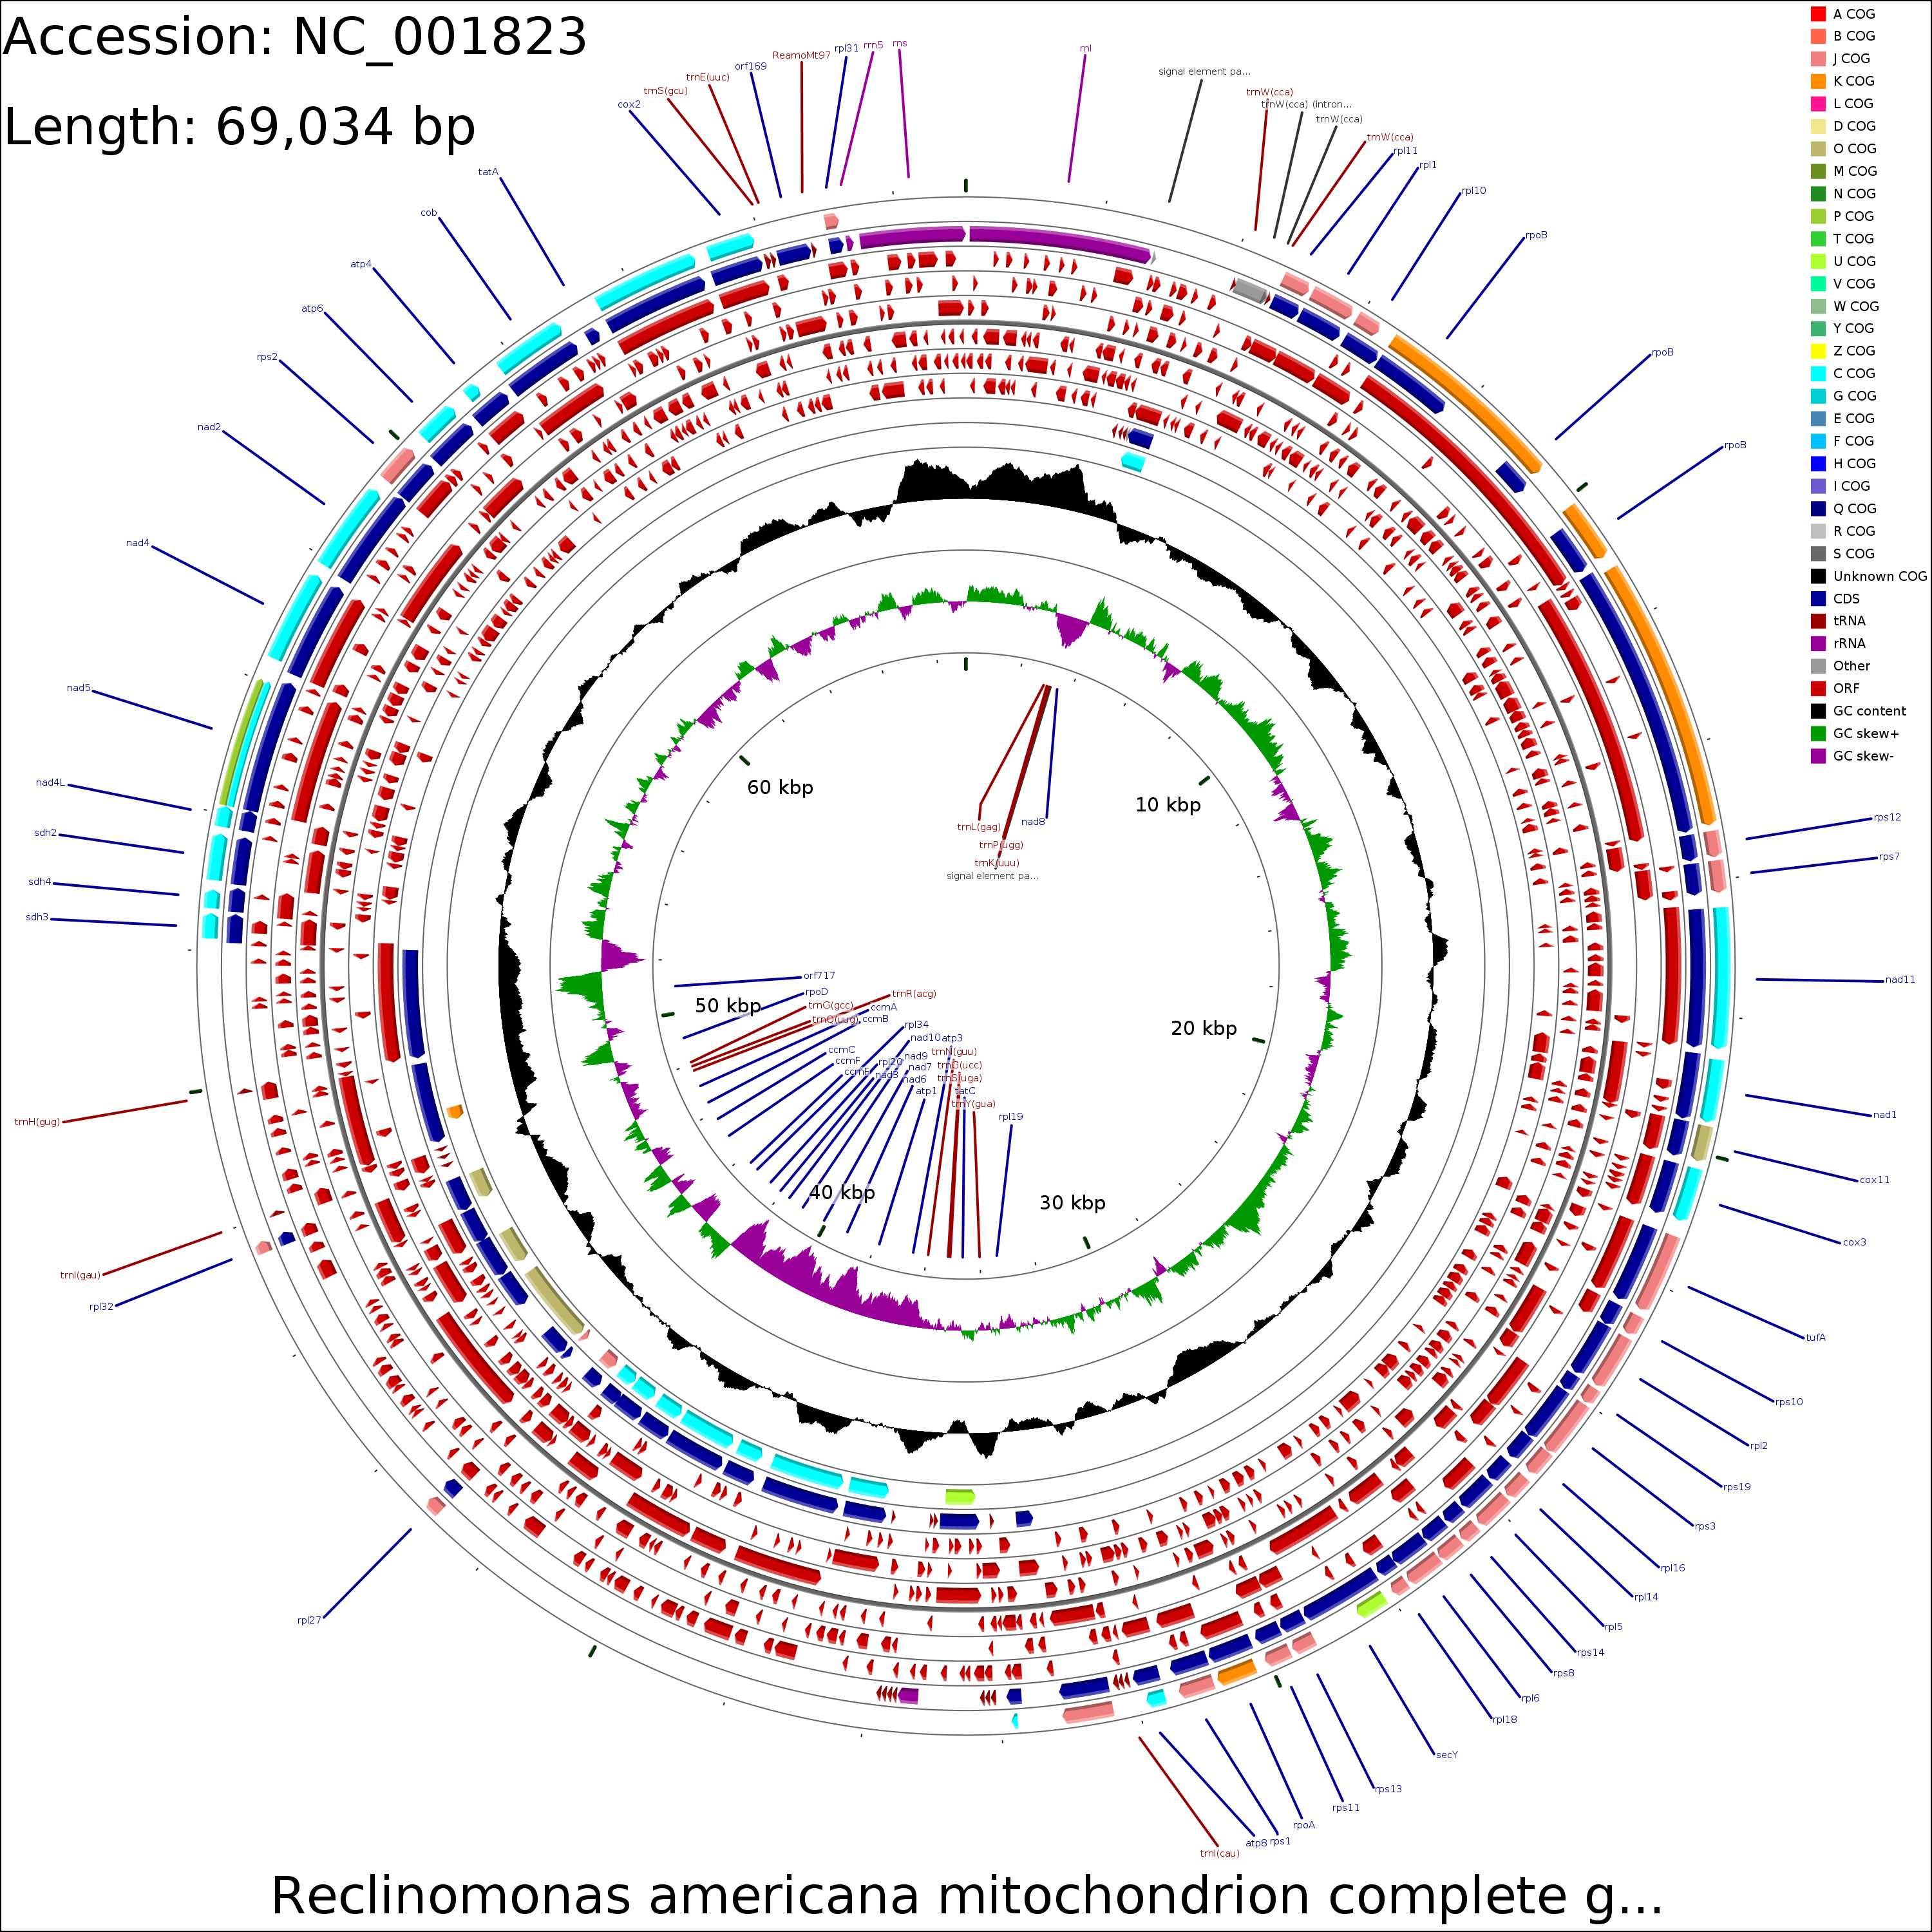 Accession: NC_001823
Length: 69,034 bp
cox2
trnS(gcu)
trnE(uuc)
orf169
ReamoMt97
rpl31
rrn5
rns
rnl
signal element pa...
trnW(cca)
trnW(cca) (intron...
trnW(cca)
trnW(cca)
rpl11
rpl1
rpl10
rpoB
rpoB
rpoB
rps12
rps7
nad11
nad1
cox11
cox3
tufA
rps10
rpl2
rps19
rps3
rpl16
rpl14
rpl5
rps14
rps8
rpl6
rpl18
secY
rps13
rps11
rpoA
rps1
atp8
trnI(cau)
rpl27
rpl32
trnI(gau)
trnH(gug)
sdh3
sdh4
sdh2
nad4L
nad5
nad4
nad2
rps2
atp6
atp4
cob
tatA
A COG
B COG
J COG
K COG
L COG
D COG
O COG
M COG
N COG
P COG
T COG
U COG
V COG
W COG
Y COG
Z COG
C COG
G COG
E COG
F COG
H COG
I COG
Q COG
R COG
S COG
Unknown COG
CDS
tRNA
rRNA
Other
ORF
GC content
GC skew+
GC skew-
60 kbp
10 kbp
50 kbp
20 kbp
40 kbp
30 kbp
trnL(gag)
nad8
trnP(ugg)
trnK(uuu)
signal element pa...
orf717
rpoD
trnR(acg)
trnG(gcc)
ccmA
trnQ(uug)
ccmB
rpl34
nad10
atp3
ccmC
trnN(guu)
ccmF
rpl20
nad9
trnG(ucc)
ccmF
nad3
nad7
nad6
trnS(uga)
atp1
tatC
trnY(gua)
rpl19
Reclinomonas americana mitochondrion complete g...